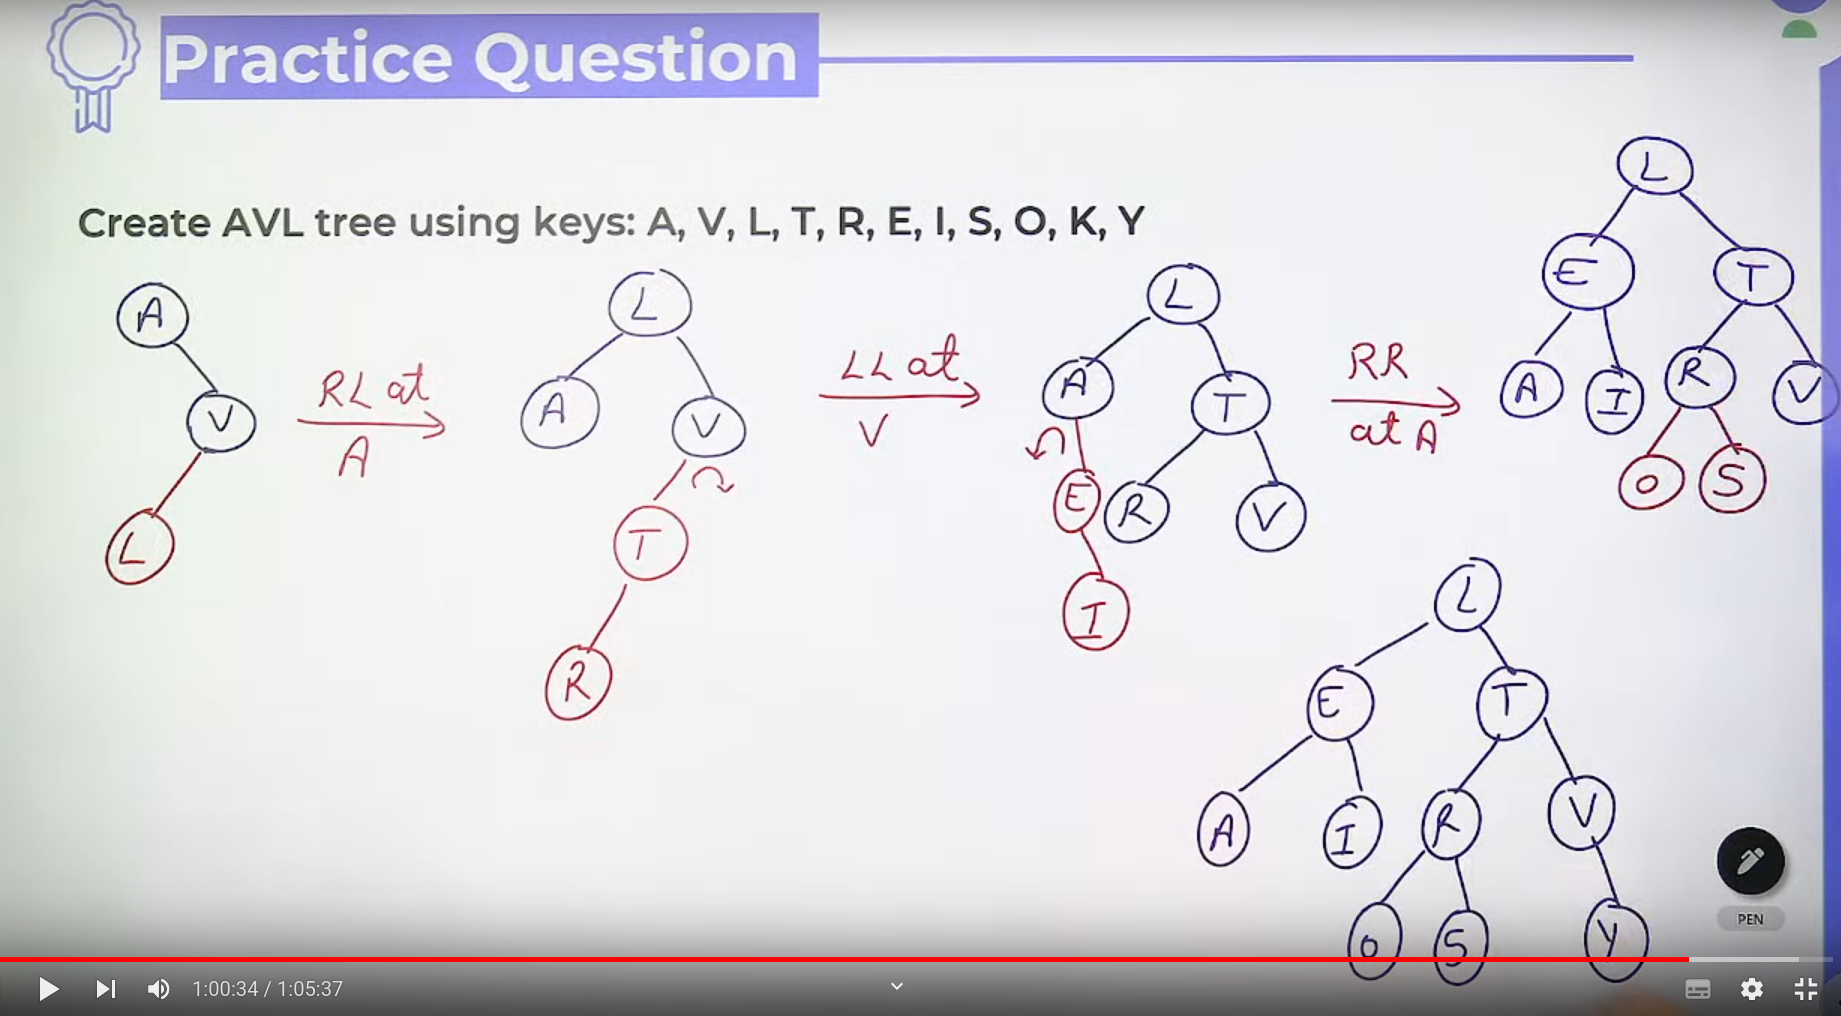 Practice Question
Create AVL tree using keys: A, V, L, T, R, E, I, S, O, K, Y
A
V
L
RL at
A
L
A
V
T
R
LL at
V
L
A
T
E
R
V
I
RR
at A
L
E
T
A
I
R
V
O
S
L
E
T
A
I
R
V
O
S
Y
PEN
1:00:34 / 1:05:37